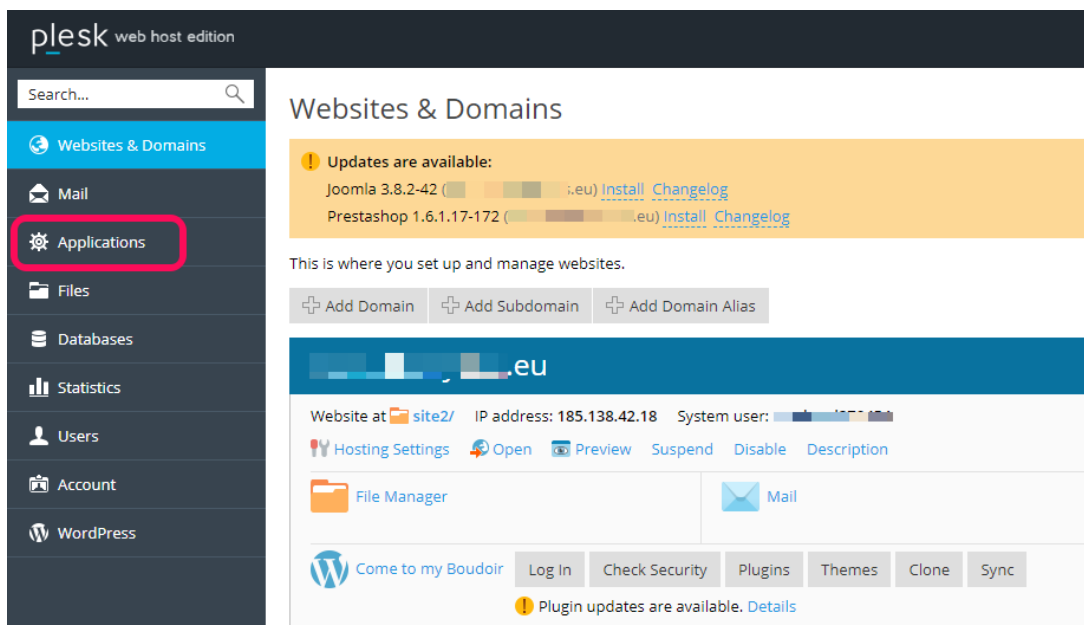 plesk web host edition
Search...
Websites & Domains
Mail
Applications
Files
Databases
Statistics
Users
Account
WordPress
Websites & Domains
Updates are available:
Joomla 3.8.2-42 ( .eu) Install Changelog
Prestashop 1.6.1.17-172 ( .eu) Install Changelog
This is where you set up and manage websites.
Add Domain Add Subdomain Add Domain Alias
.eu
Website at site2/ IP address: 185.138.42.18 System user:
Hosting Settings Open Preview Suspend Disable Description
File Manager Mail
Come to my Boudoir Log In Check Security Plugins Themes Clone Sync
Plugin updates are available. Details